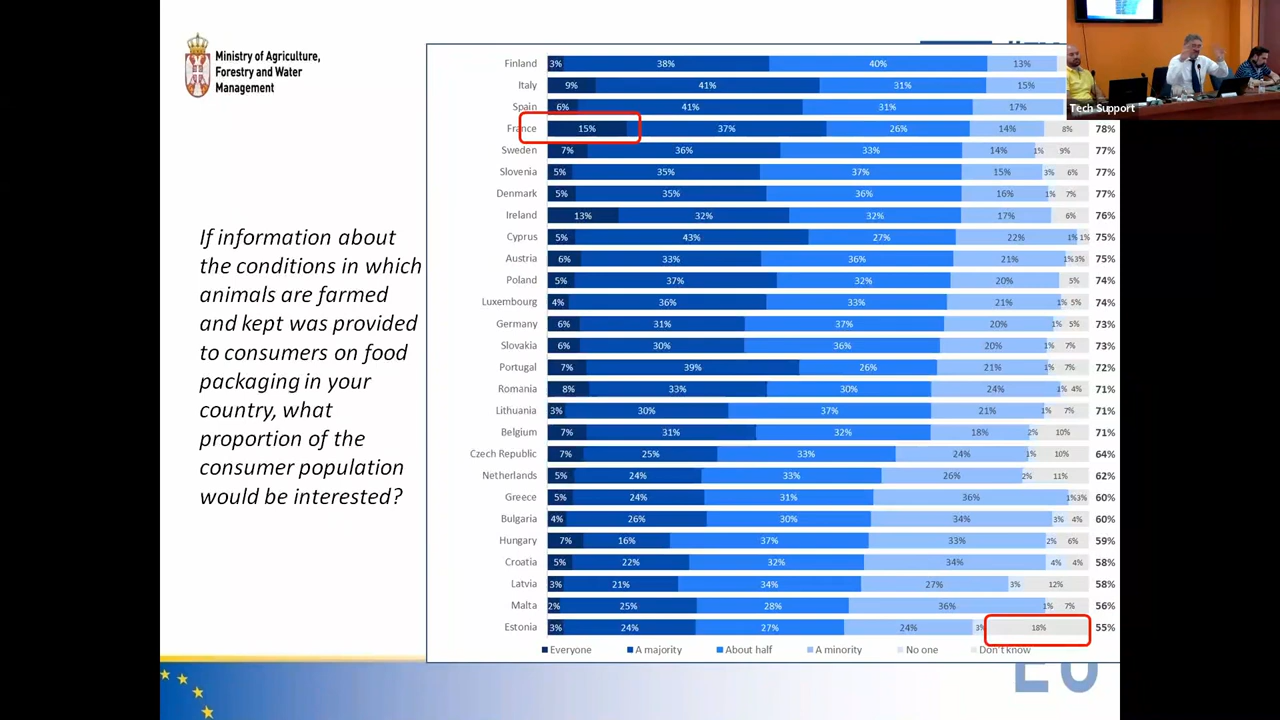 Ministry of Agriculture,
Forestry and Water
Management
If information about
the conditions in which
animals are farmed
and kept was provided
to consumers on food
packaging in your
country, what
proportion of the
consumer population
would be interested?
Finland 3% 38% 40% 13%
Italy 9% 41% 31% 15%
Spain 6% 41% 31% 17%
France 15% 37% 26% 14% 8% 78%
Sweden 7% 36% 33% 14% 1% 9% 77%
Slovenia 5% 35% 37% 15% 3% 6% 77%
Denmark 5% 35% 36% 16% 1% 7% 77%
Ireland 13% 32% 32% 17% 6% 76%
Cyprus 5% 43% 27% 22% 1% 1% 75%
Austria 6% 33% 36% 21% 1% 3% 75%
Poland 5% 37% 32% 20% 5% 74%
Luxembourg 4% 36% 33% 21% 1% 5% 74%
Germany 6% 31% 37% 20% 1% 5% 73%
Slovakia 6% 30% 36% 20% 1% 7% 73%
Portugal 7% 39% 26% 21% 1% 7% 72%
Romania 8% 33% 30% 24% 1% 4% 71%
Lithuania 3% 30% 37% 21% 1% 7% 71%
Belgium 7% 31% 32% 18% 2% 10% 71%
Czech Republic 7% 25% 33% 24% 1% 10% 64%
Netherlands 5% 24% 33% 26% 2% 11% 62%
Greece 5% 24% 31% 36% 1% 3% 60%
Bulgaria 4% 26% 30% 34% 3% 4% 60%
Hungary 7% 16% 37% 33% 2% 6% 59%
Croatia 5% 22% 32% 34% 4% 4% 58%
Latvia 3% 21% 34% 27% 3% 12% 58%
Malta 2% 25% 28% 36% 1% 7% 56%
Estonia 3% 24% 27% 24% 3% 18% 55%
Everyone A majority About half A minority No one Don't know
Tech Support